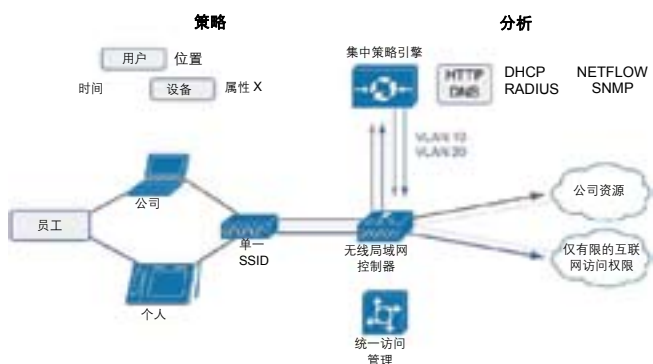 策略
分析
用户
位置
时间
设备
属性 X
集中策略引擎
HTTP
DNS
DHCP
RADIUS
NETFLOW
SNMP
VLAN 10
VLAN 20
公司
员工
个人
单一
SSID
无线局域网
控制器
公司资源
仅有限的互联
网访问权限
统一访问
管理